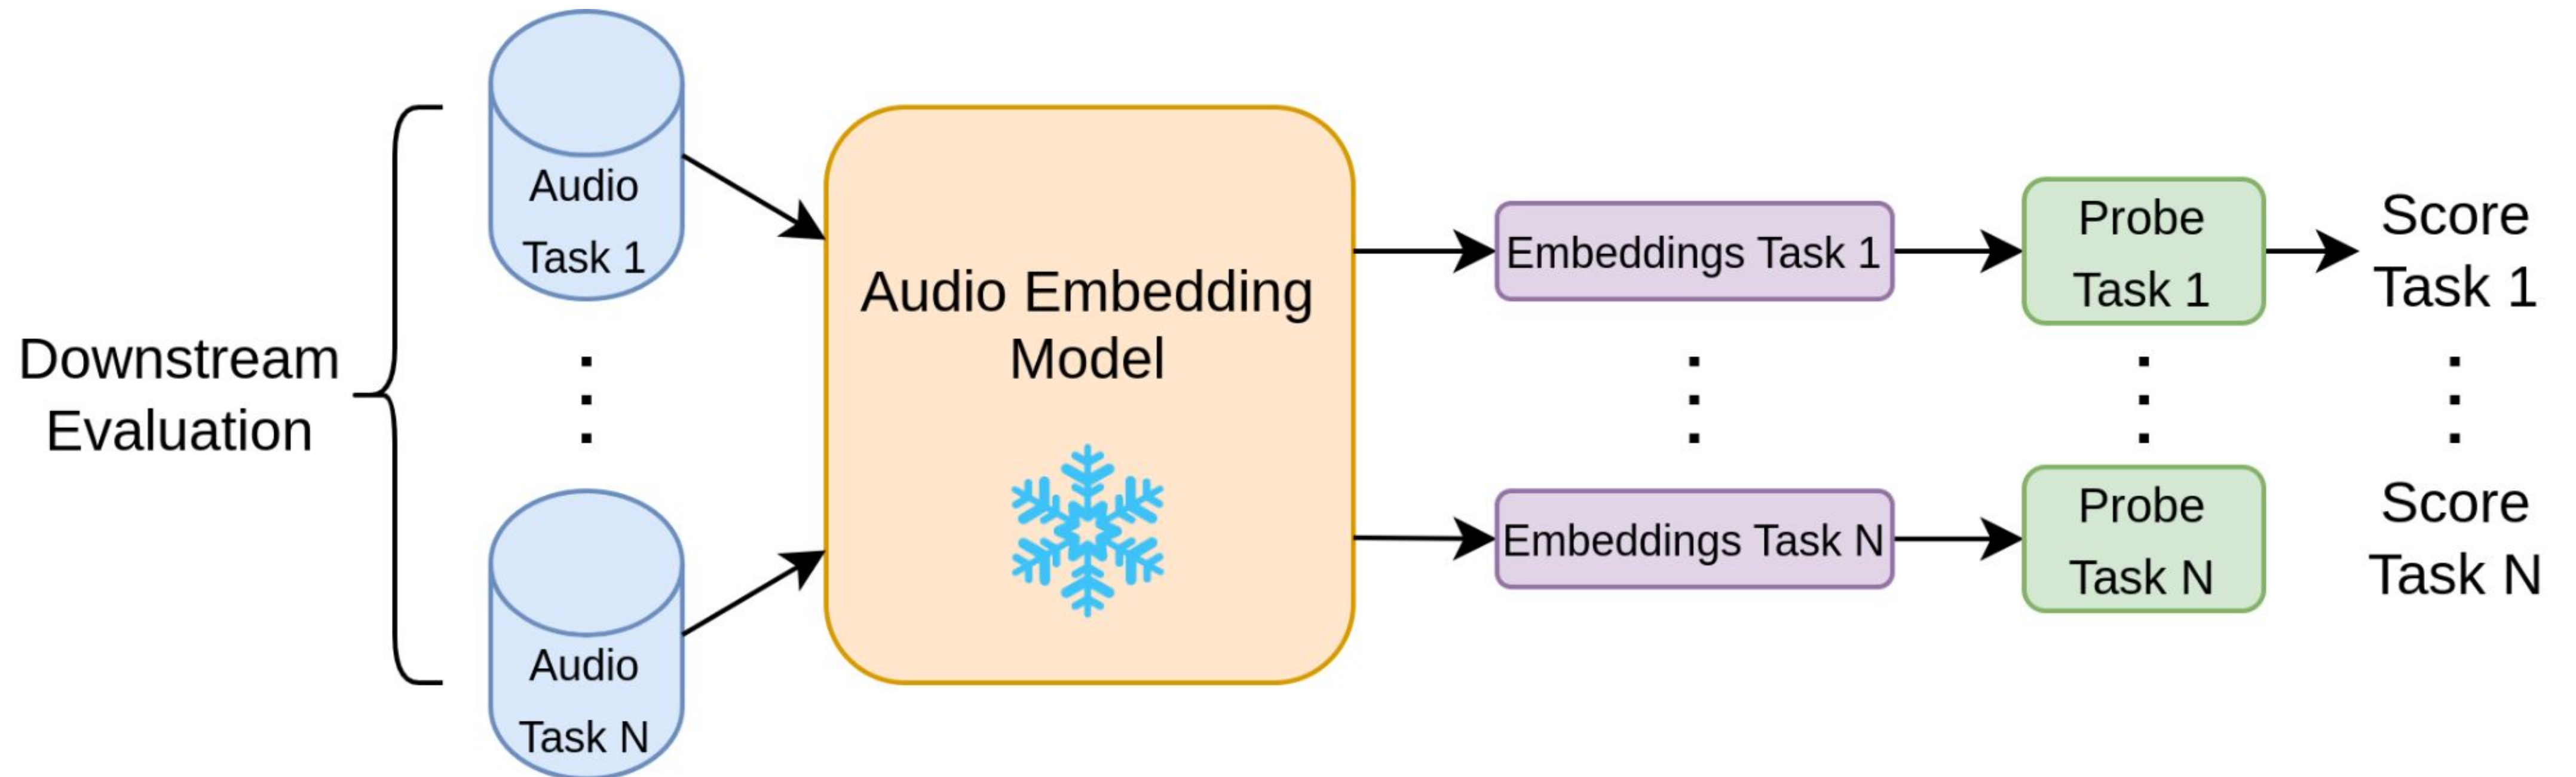 Downstream
Evaluation
Audio
Task 1
Audio
Task N
Audio Embedding
Model
Embeddings Task 1
Embeddings Task N
Probe
Task 1
Probe
Task N
Score
Task 1
Score
Task N